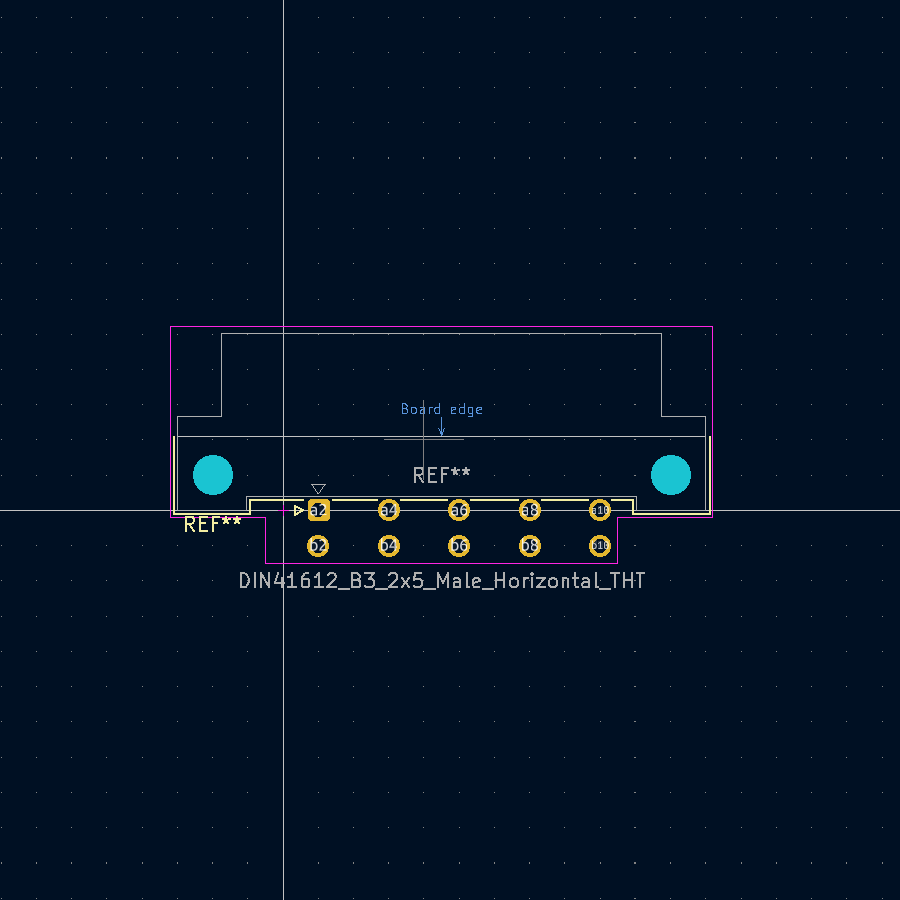 Board edge
REF**
a2 a4 a6 a8 a10
REF**
b2 b4 b6 b8 b10
DIN41612_B3_2x5_Male_Horizontal_THT